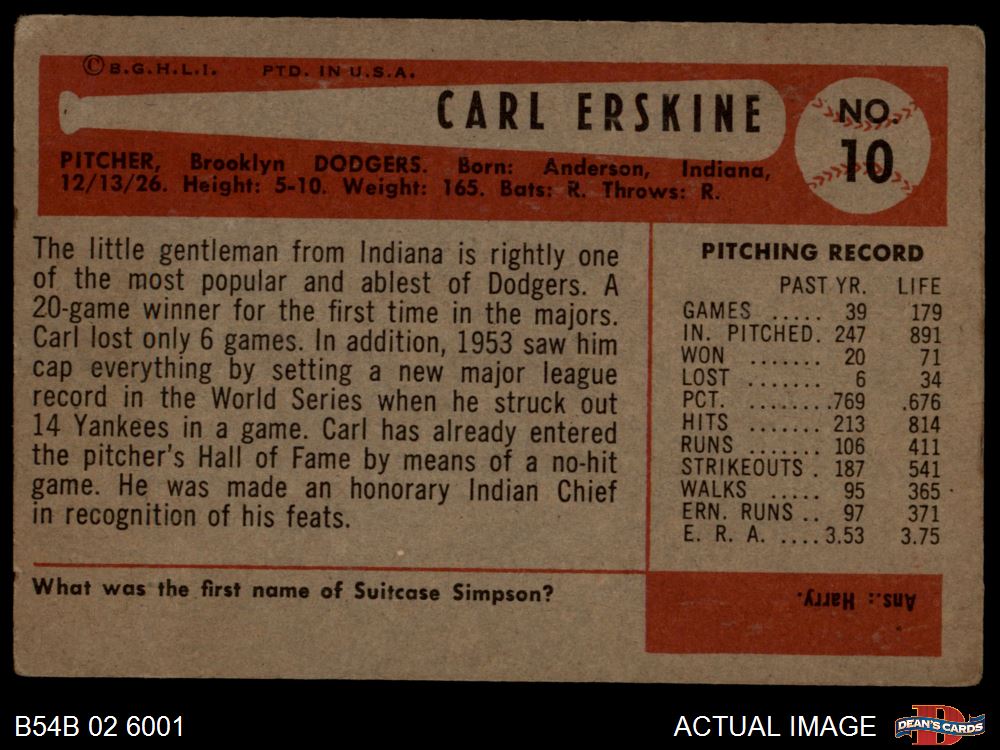 © B.G.H.L.I. PTD. IN U.S.A.
CARL ERSKINE
NO.
10
PITCHER, Brooklyn DODGERS. Born: Anderson, Indiana,
12/13/26. Height: 5-10. Weight: 165. Bats: R. Throws: R.
The little gentleman from Indiana is rightly one
of the most popular and ablest of Dodgers. A
20-game winner for the first time in the majors.
Carl lost only 6 games. In addition, 1953 saw him
cap everything by setting a new major league
record in the World Series when he struck out
14 Yankees in a game. Carl has already entered
the pitcher's Hall of Fame by means of a no-hit
game. He was made an honorary Indian Chief
in recognition of his feats.
PITCHING RECORD
PAST YR. LIFE
GAMES ..... 39 179
IN. PITCHED. 247 891
WON ....... 20 71
LOST ....... 6 34
PCT. ........769 .676
HITS ....... 213 814
RUNS ...... 106 411
STRIKEOUTS . 187 541
WALKS ..... 95 365
ERN. RUNS .. 97 371
E. R. A. ....3.53 3.75
What was the first name of Suitcase Simpson?
Ans.: Harry.
B54B 02 6001
ACTUAL IMAGE
DEAN'S CARDS